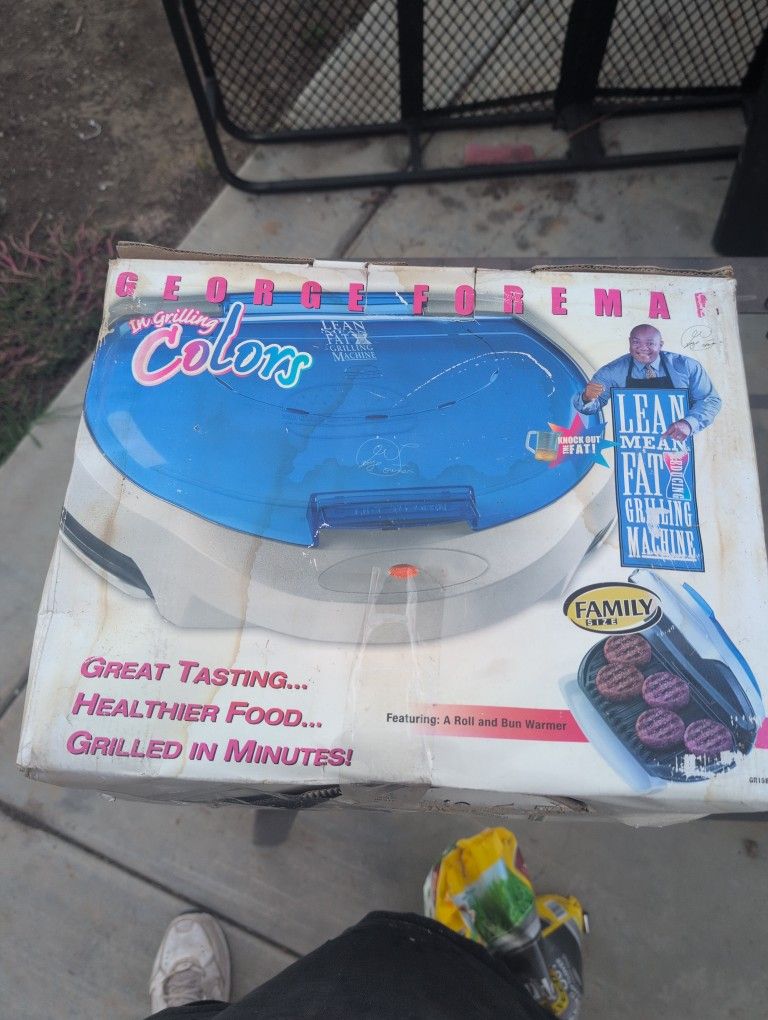 GEORGE FOREMA
In Grilling
Colors
LEAN
MEAN
FAT
GRILLING
MACHINE
KNOCK OUT
THE FAT!
LEAN
MEAN
FAT
REDUCING
GRILLING
MACHINE
FAMILY
SIZE
GREAT TASTING...
HEALTHIER FOOD...
GRILLED IN MINUTES!
Featuring: A Roll and Bun Warmer